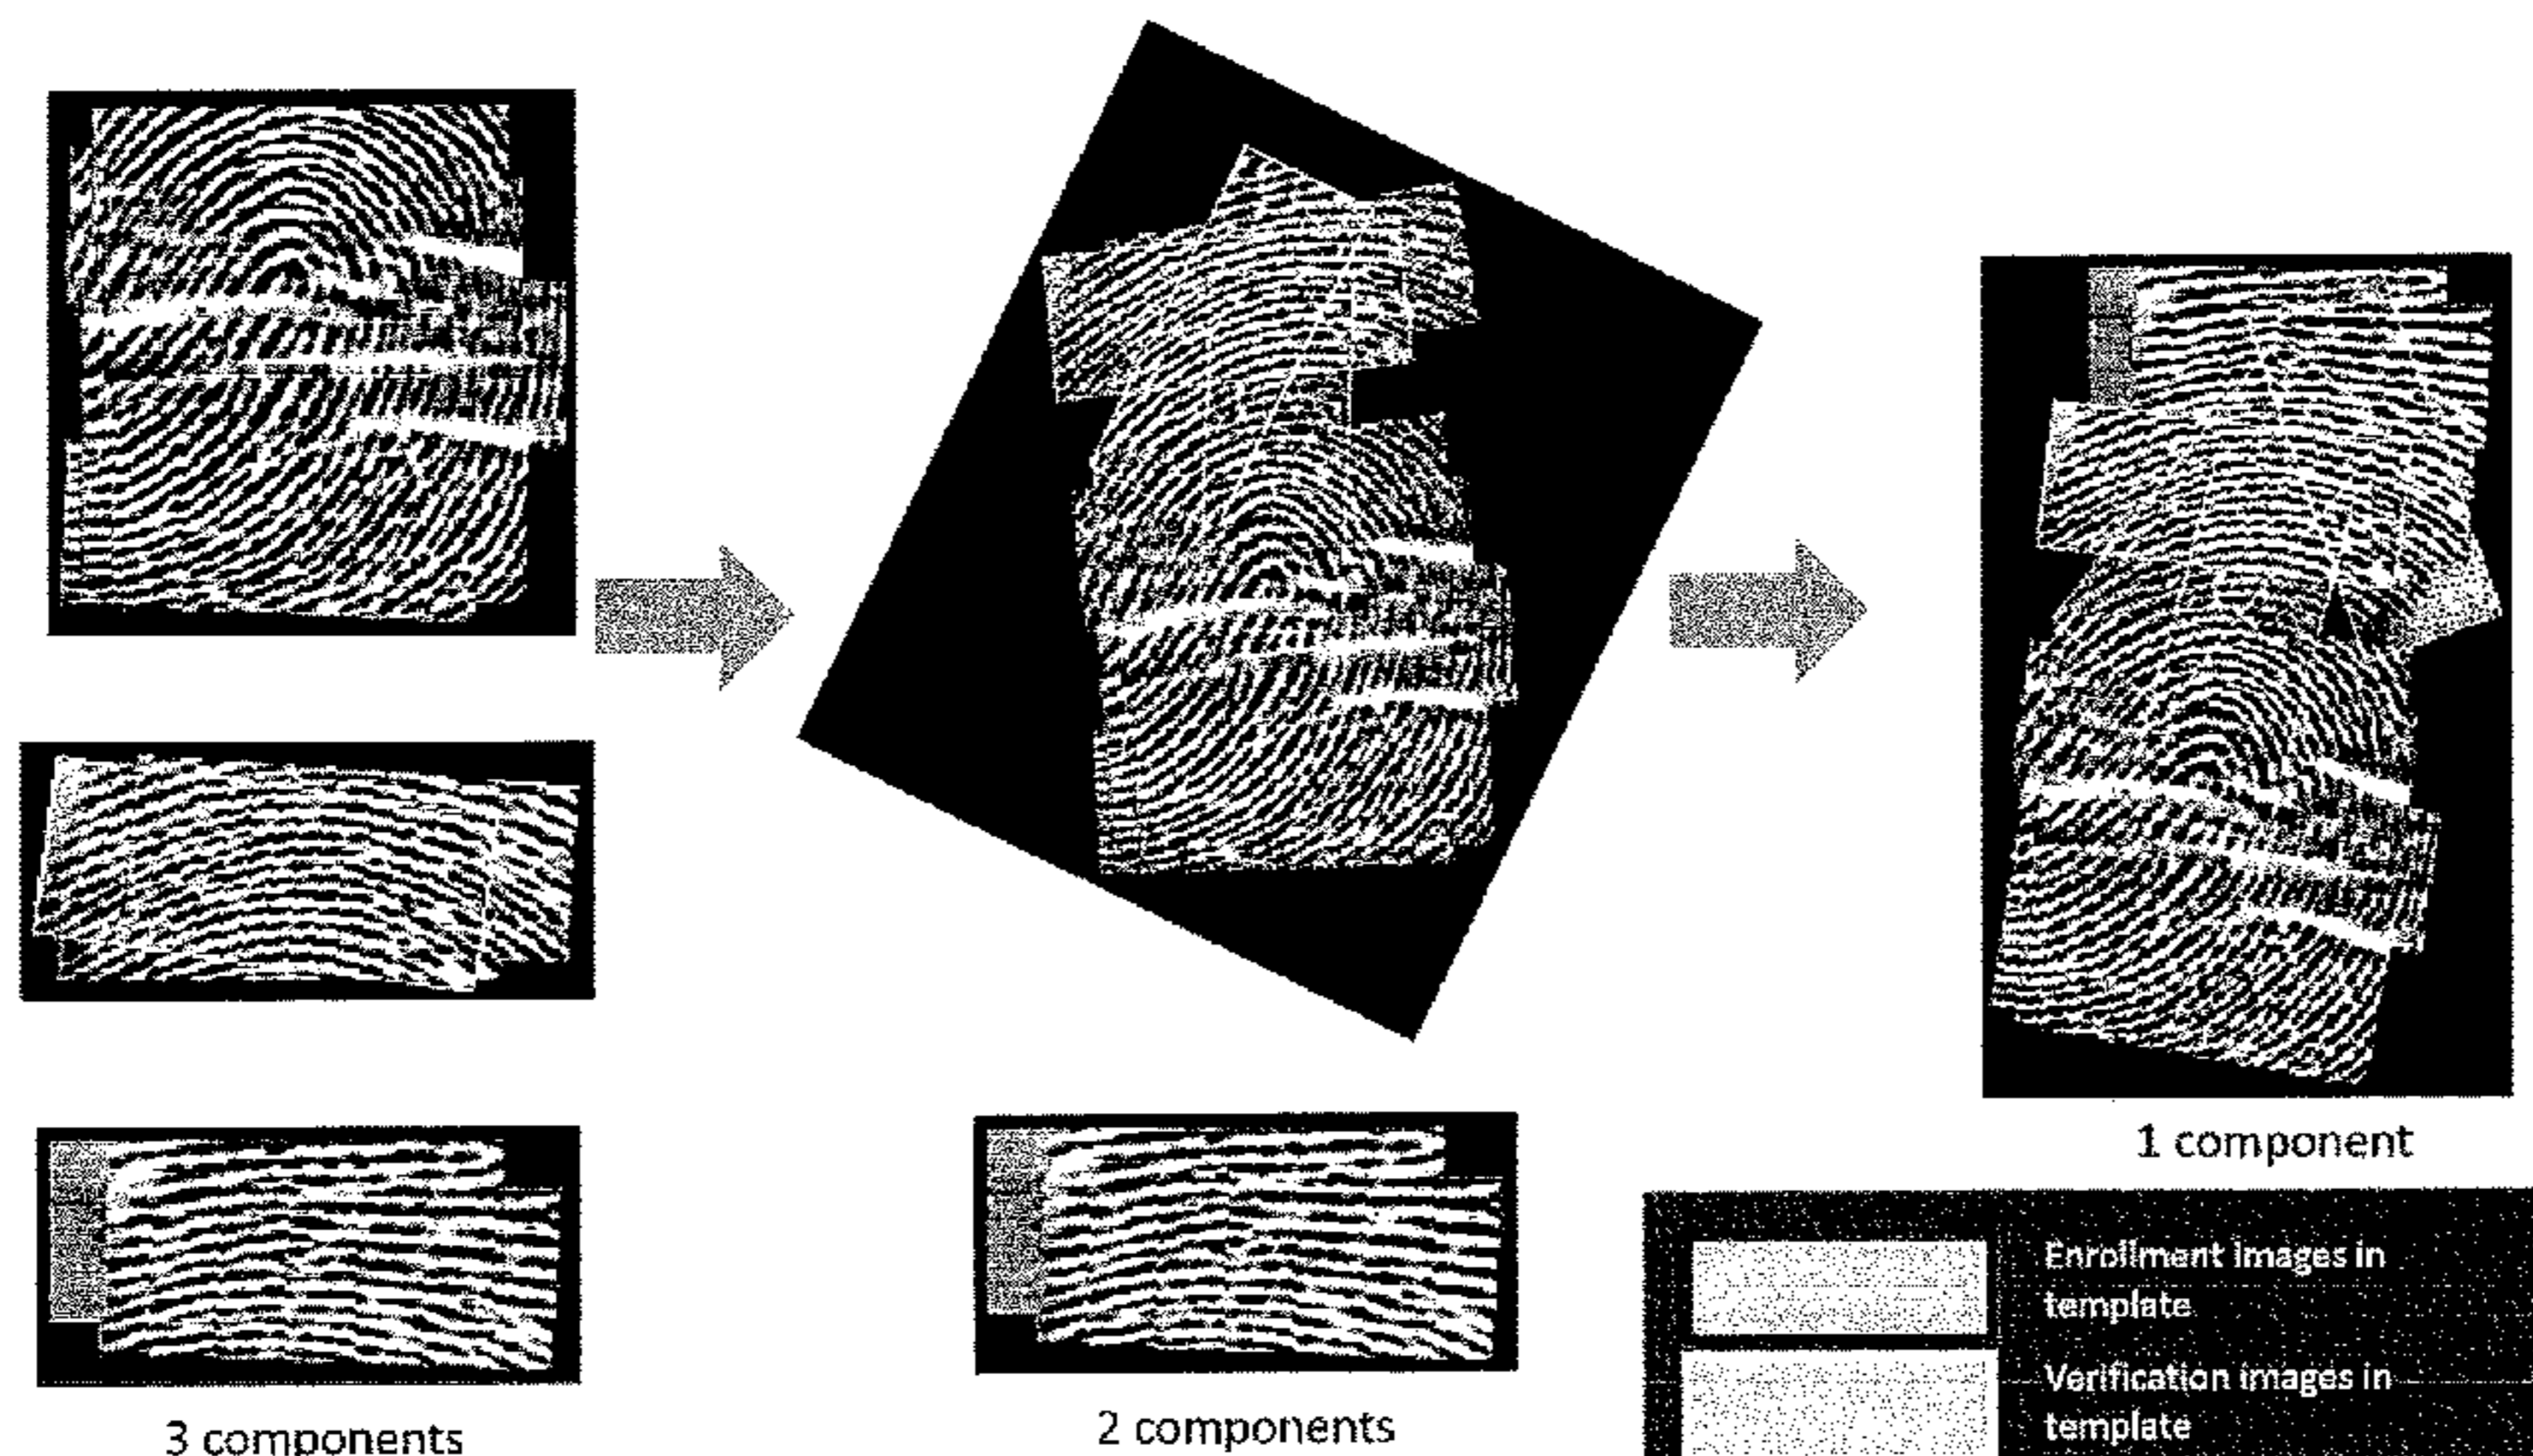 3 components
2 components
1 component
Enrollment images in
template
Verification images in
template